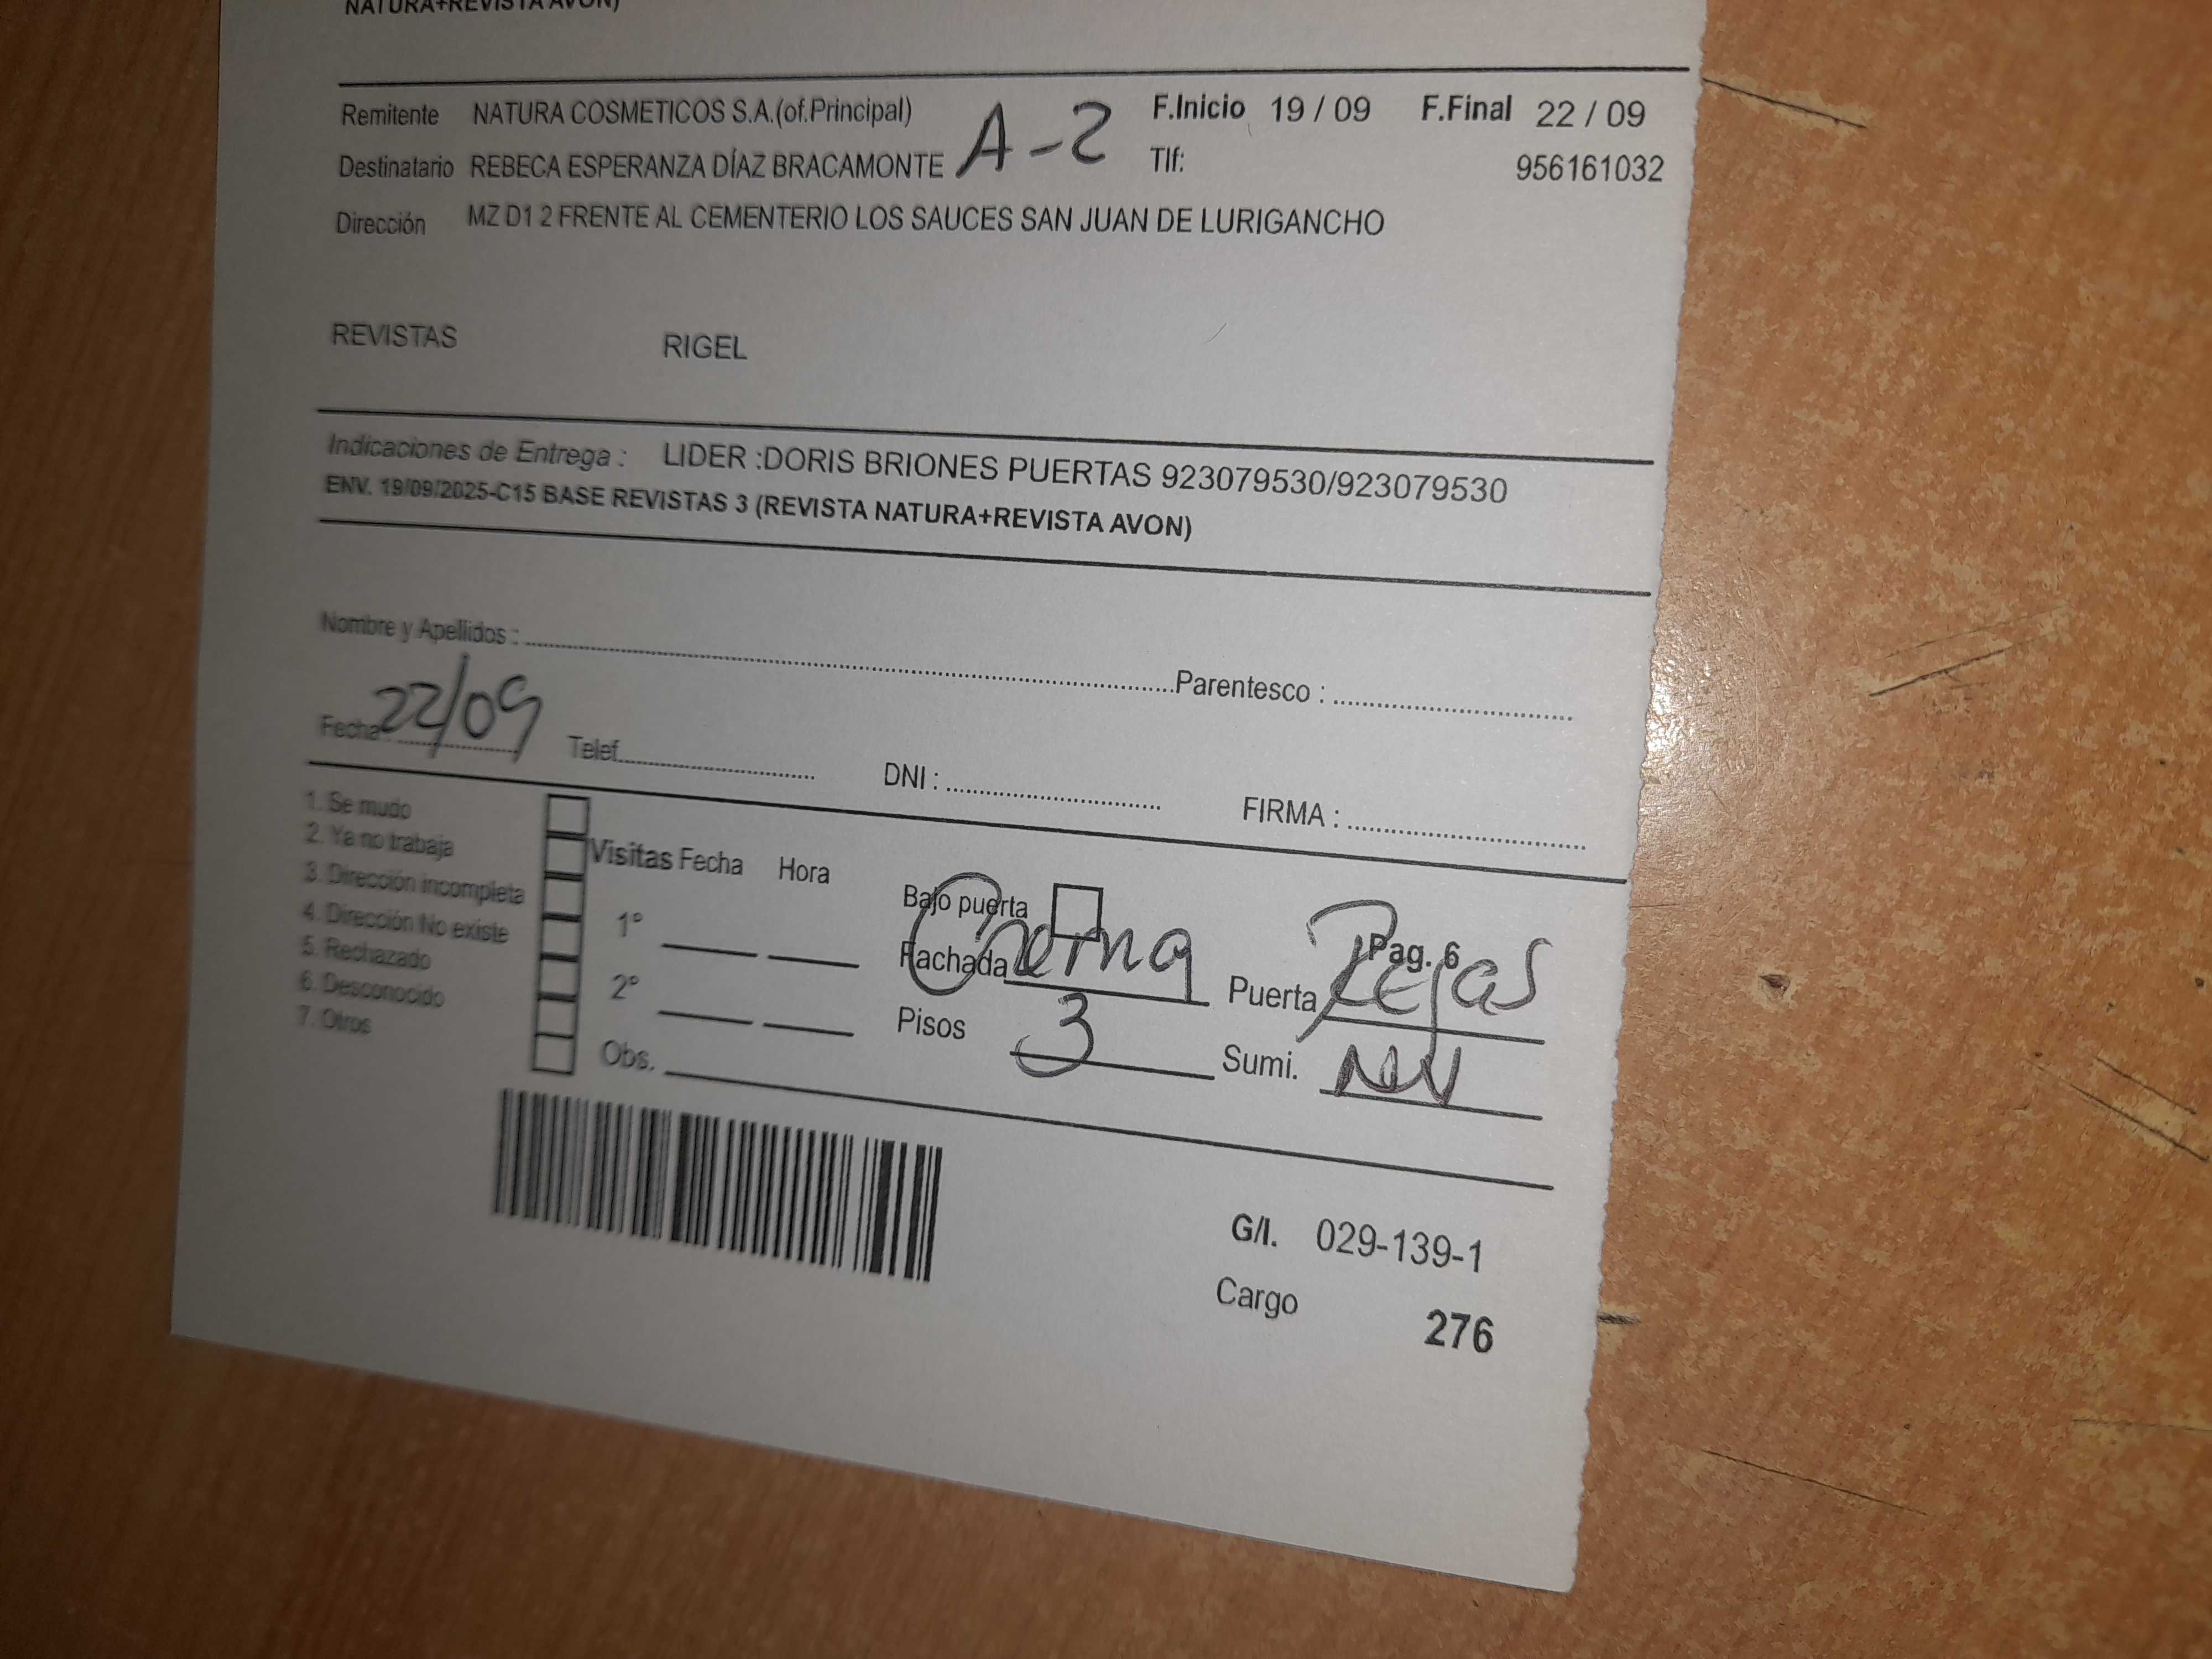 NATURA+REVISTA AVON)
Remitente NATURA COSMETICOS S.A.(of.Principal) A-2 F.Inicio 19 / 09 F.Final 22 / 09
Destinatario REBECA ESPERANZA DÍAZ BRACAMONTE Tlf: 956161032
Dirección MZ D1 2 FRENTE AL CEMENTERIO LOS SAUCES SAN JUAN DE LURIGANCHO
REVISTAS RIGEL
Indicaciones de Entrega : LIDER :DORIS BRIONES PUERTAS 923079530/923079530
ENV. 19/09/2025-C15 BASE REVISTAS 3 (REVISTA NATURA+REVISTA AVON)
Nombre y Apellidos : Parentesco :
Fecha: 22/09 Telef. DNI : FIRMA :
1. Se mudo
2. Ya no trabaja
3. Dirección incompleta
4. Dirección No existe
5. Rechazado
6. Desconocido
7. Otros
Visitas Fecha Hora
1°
2°
Obs.
Bajo puerta
Fachada Crema Puerta Rejas Pag. 6
Pisos 3 Sumi. NV
G/I. 029-139-1
Cargo 276